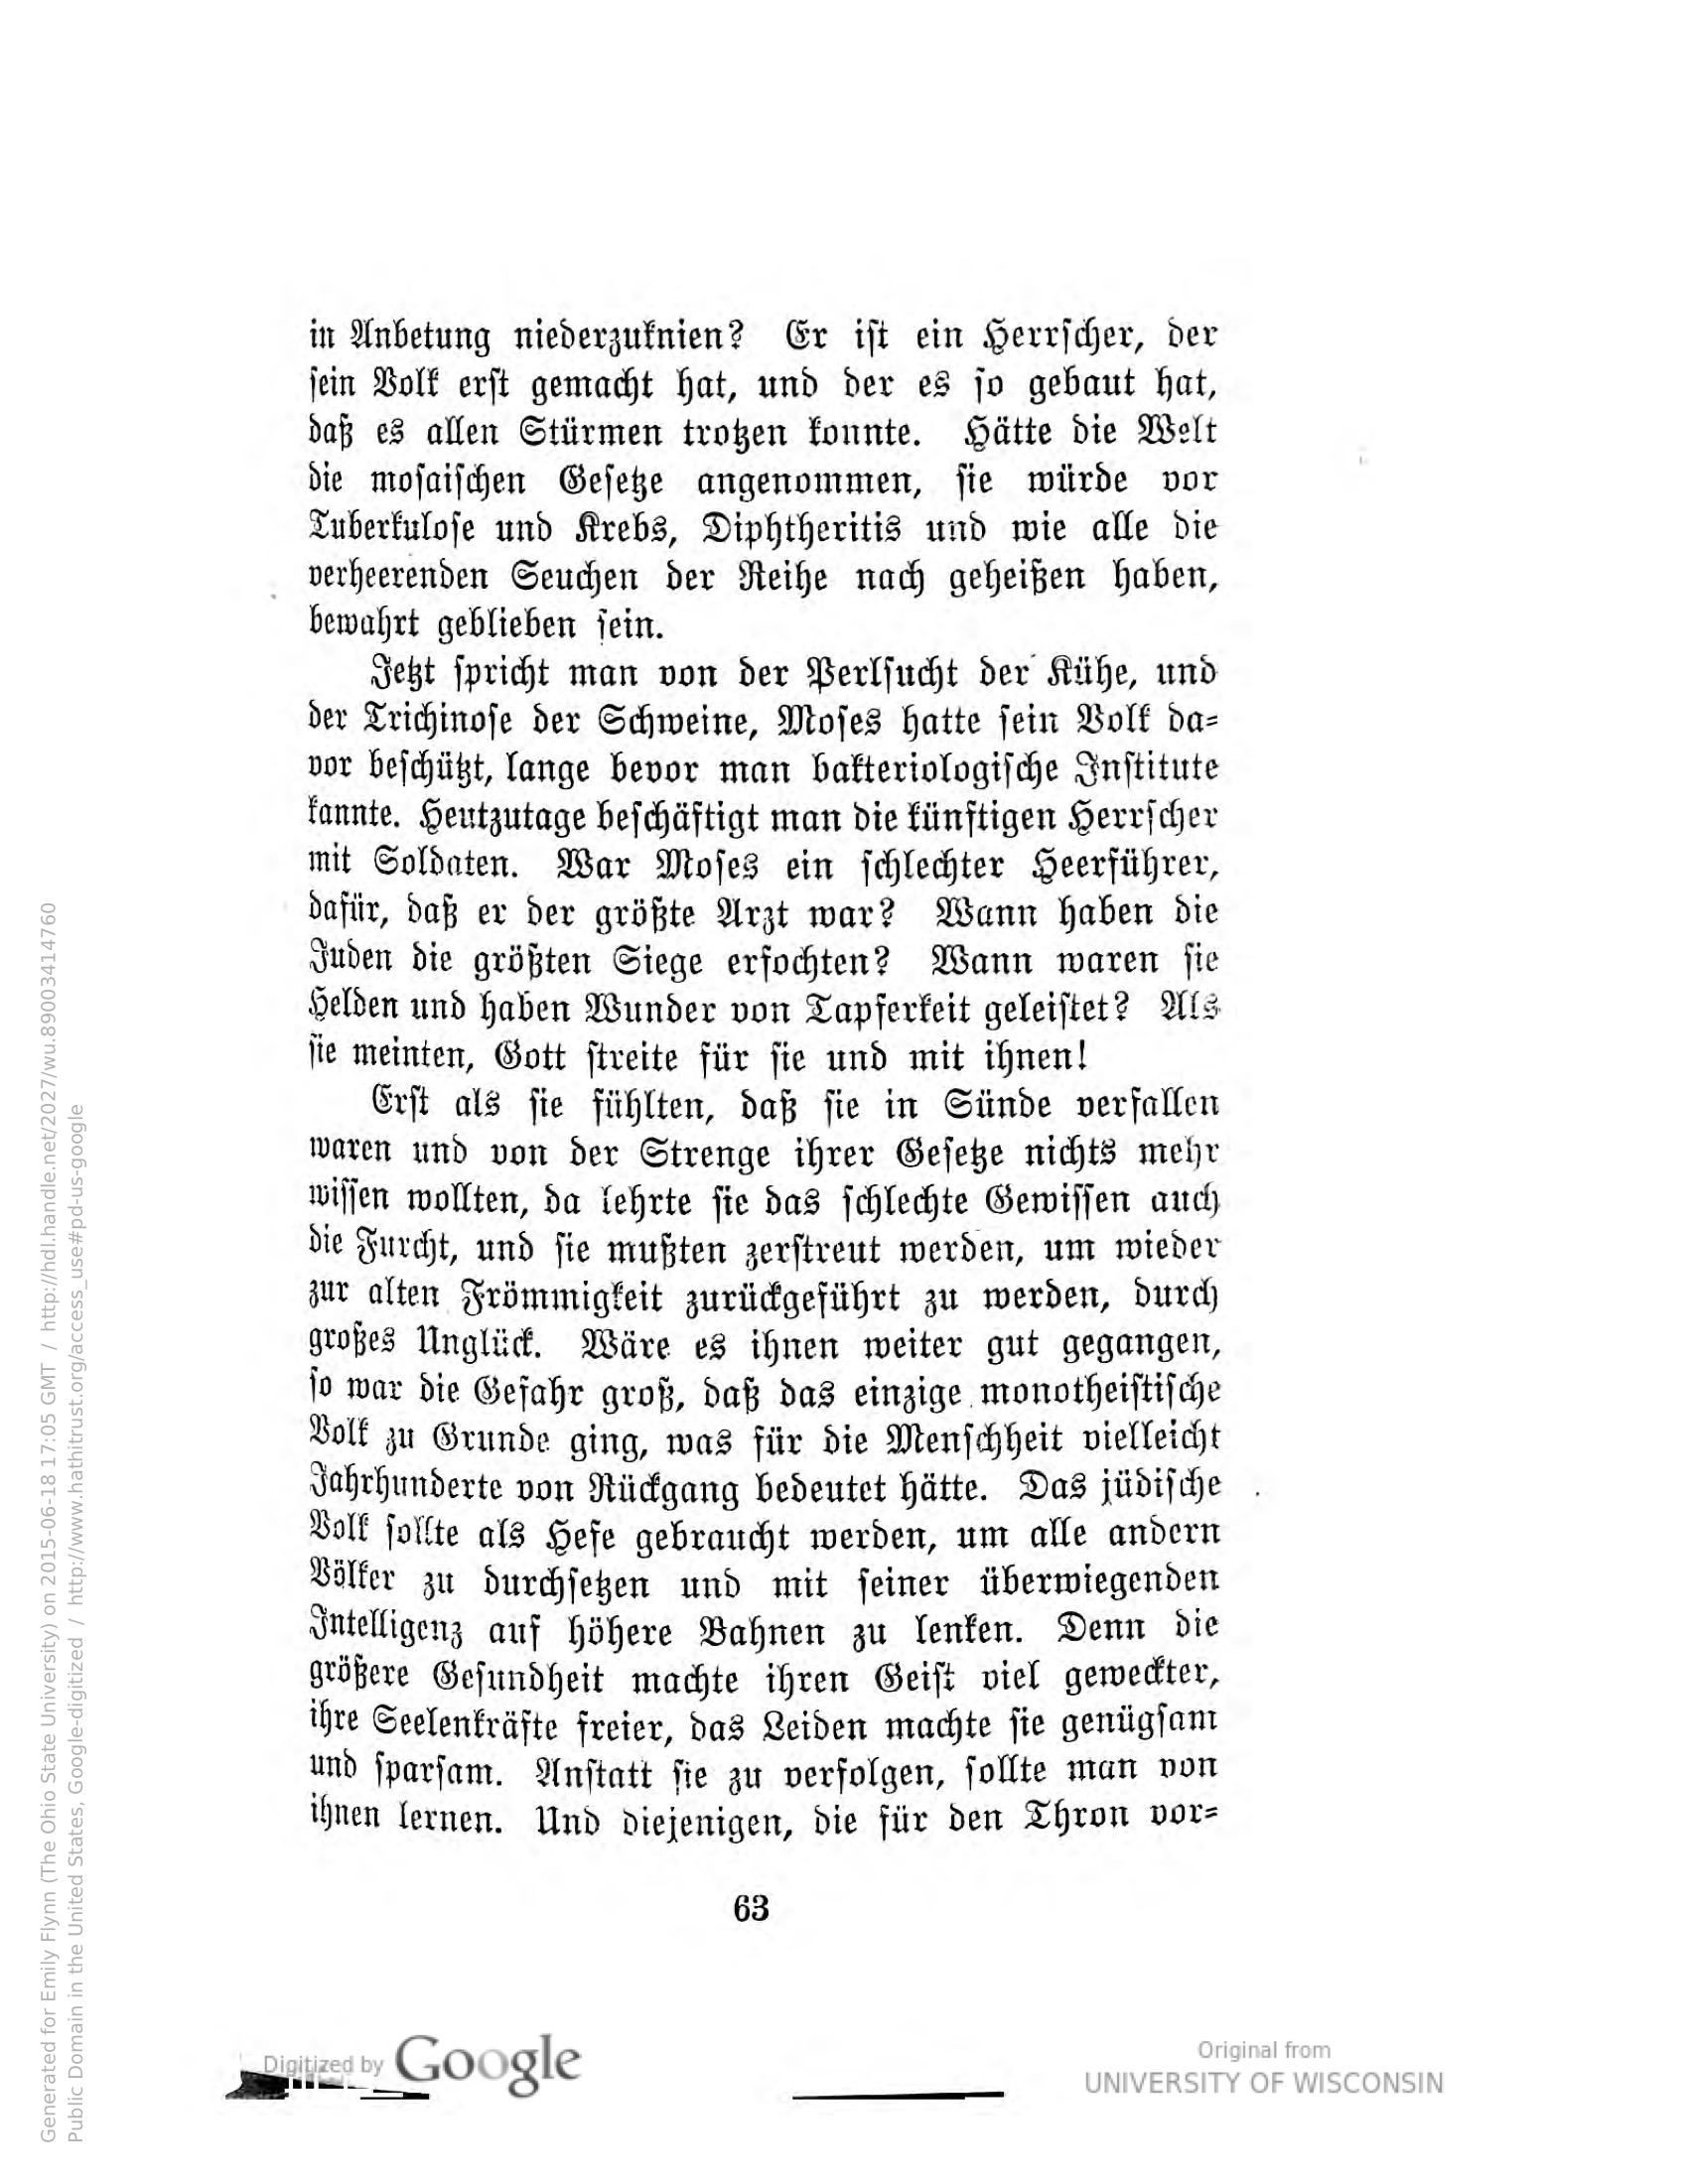 in Anbetung niederzuknien? Er ist ein Herrscher, der
sein Volk erst gemacht hat, und der es so gebaut hat,
daß es allen Stürmen trotzen konnte. Hätte die Welt
die mosaischen Gesetze angenommen, sie würde vor
Tuberkulose und Krebs, Diphtheritis und wie alle die
verheerenden Seuchen der Reihe nach geheißen haben,
bewahrt geblieben sein.
Jetzt spricht man von der Perlsucht der Kühe, und
der Trichinose der Schweine, Moses hatte sein Volk da-
vor beschützt, lange bevor man bakteriologische Institute
kannte. Heutzutage beschäftigt man die künftigen Herrscher
mit Soldaten. War Moses ein schlechter Heerführer,
dafür, daß er der größte Arzt war? Wann haben die
Juden die größten Siege erfochten? Wann waren sie
Helden und haben Wunder von Tapferkeit geleistet? Als
sie meinten, Gott streite für sie und mit ihnen!
Erst als sie fühlten, daß sie in Sünde verfallen
waren und von der Strenge ihrer Gesetze nichts mehr
wissen wollten, da lehrte sie das schlechte Gewissen auch
die Furcht, und sie mußten zerstreut werden, um wieder
zur alten Frömmigkeit zurückgeführt zu werden, durch
großes Unglück. Wäre es ihnen weiter gut gegangen,
so war die Gefahr groß, daß das einzige monotheistische
Volk zu Grunde ging, was für die Menschheit vielleicht
Jahrhunderte von Rückgang bedeutet hätte. Das jüdische
Volk sollte als Hefe gebraucht werden, um alle andern
Völker zu durchsetzen und mit seiner überwiegenden
Intelligenz auf höhere Bahnen zu lenken. Denn die
größere Gesundheit machte ihren Geist viel geweckter,
ihre Seelenkräfte freier, das Leiden machte sie genügsam
und sparsam. Anstatt sie zu verfolgen, sollte man von
ihnen lernen. Und diejenigen, die für den Thron vor-
63
Digitized by Google
Original from
UNIVERSITY OF WISCONSIN
Generated for Emily Flynn (The Ohio State University) on 2015-06-18 17:05 GMT / http://hdl.handle.net/2027/wu.89003414760
Public Domain in the United States, Google-digitized / http://www.hathitrust.org/access_use#pd-us-google